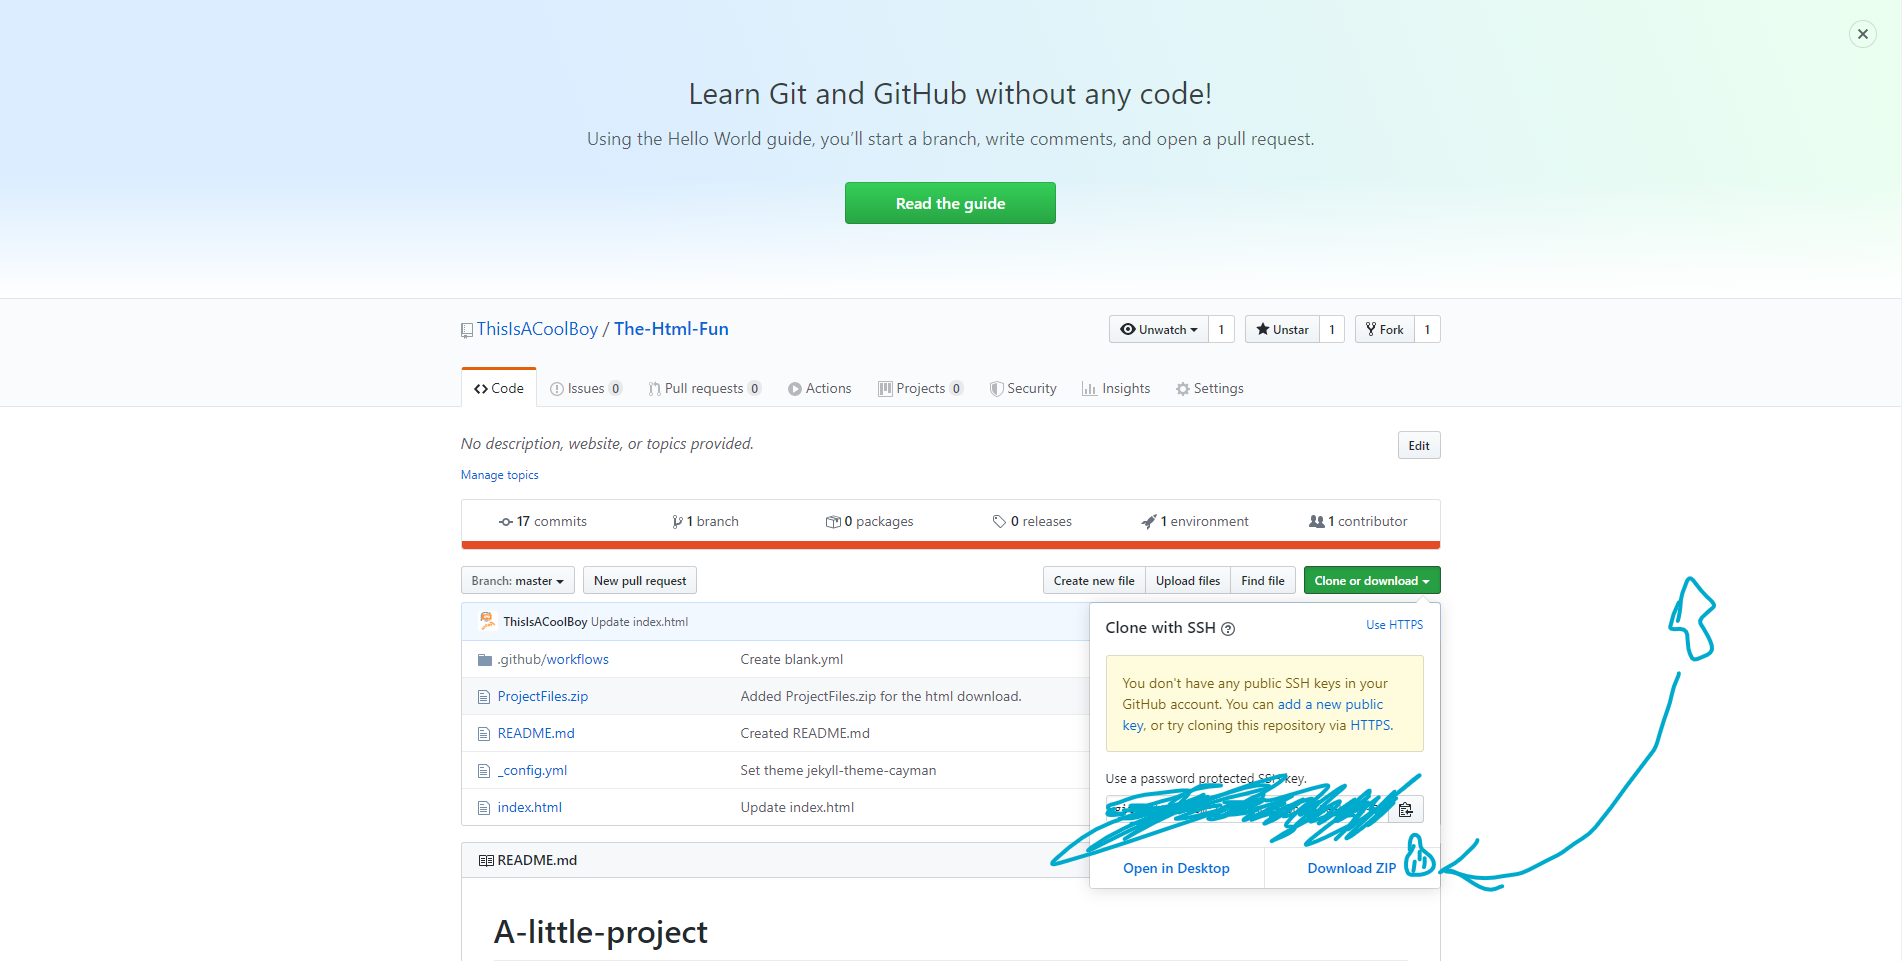 Learn Git and GitHub without any code!
Using the Hello World guide, you'll start a branch, write comments, and open a pull request.
Read the guide
ThisIsACoolBoy / The-Html-Fun
Unwatch 1 Unstar 1 Fork 1
Code Issues 0 Pull requests 0 Actions Projects 0 Security Insights Settings
No description, website, or topics provided. Edit
Manage topics
17 commits 1 branch 0 packages 0 releases 1 environment 1 contributor
Branch: master New pull request Create new file Upload files Find file Clone or download
ThisIsACoolBoy Update index.html
.github/workflows Create blank.yml
ProjectFiles.zip Added ProjectFiles.zip for the html download.
README.md Created README.md
_config.yml Set theme jekyll-theme-cayman
index.html Update index.html
Clone with SSH Use HTTPS
You don't have any public SSH keys in your
GitHub account. You can add a new public
key, or try cloning this repository via HTTPS.
Use a password protected SSH key.
Open in Desktop Download ZIP
README.md
A-little-project